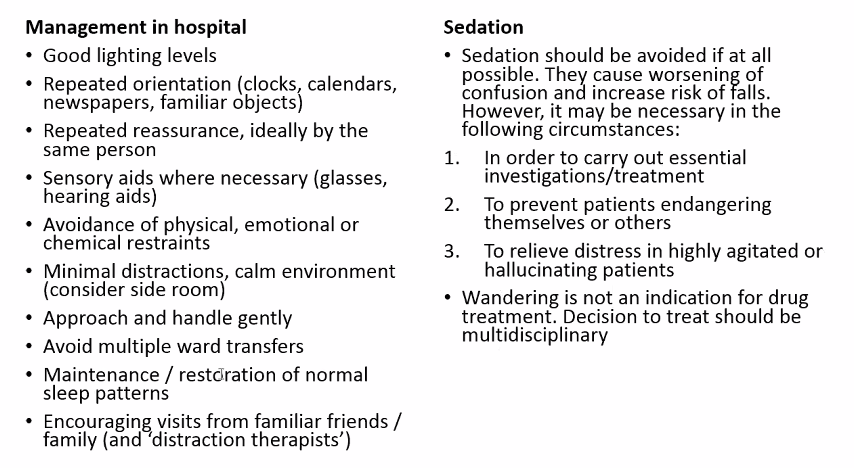 Management in hospital
• Good lighting levels
• Repeated orientation (clocks, calendars,
newspapers, familiar objects)
• Repeated reassurance, ideally by the
same person
• Sensory aids where necessary (glasses,
hearing aids)
• Avoidance of physical, emotional or
chemical restraints
• Minimal distractions, calm environment
(consider side room)
• Approach and handle gently
• Avoid multiple ward transfers
• Maintenance / restoration of normal
sleep patterns
• Encouraging visits from familiar friends /
family (and ‘distraction therapists’)
Sedation
• Sedation should be avoided if at all
possible. They cause worsening of
confusion and increase risk of falls.
However, it may be necessary in the
following circumstances:
1. In order to carry out essential
investigations/treatment
2. To prevent patients endangering
themselves or others
3. To relieve distress in highly agitated or
hallucinating patients
• Wandering is not an indication for drug
treatment. Decision to treat should be
multidisciplinary